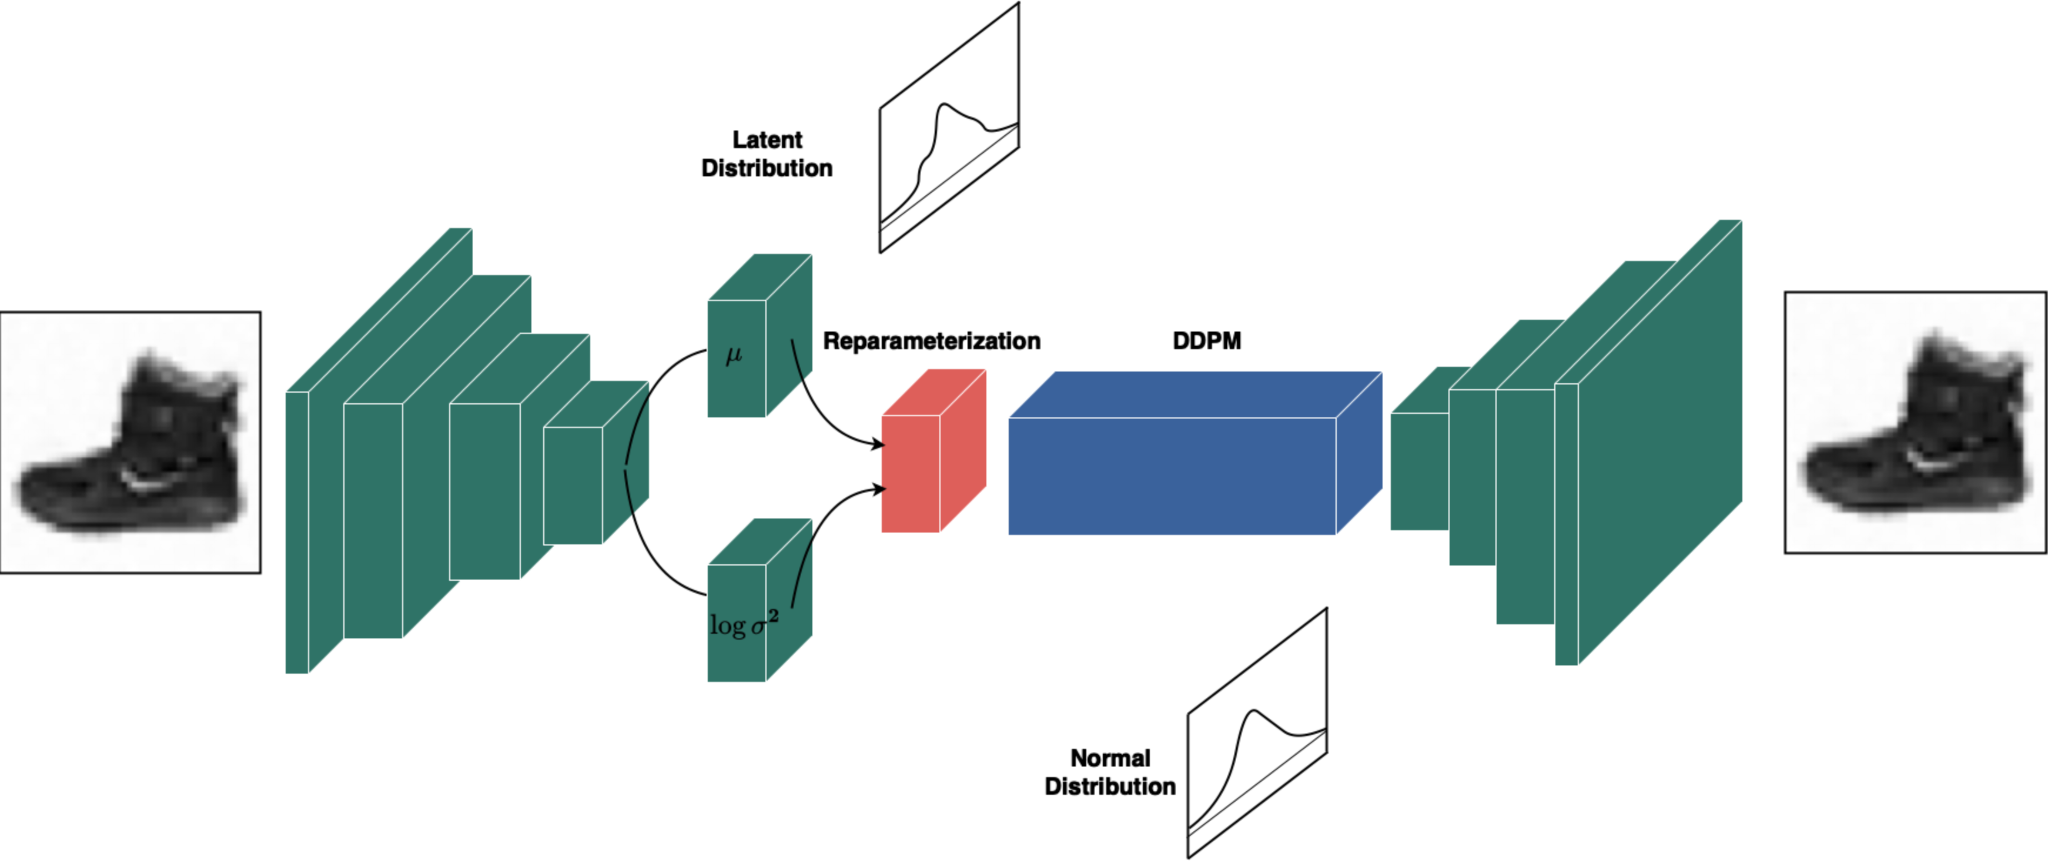 Latent
Distribution
μ
Reparameterization
DDPM
log σ²
Normal
Distribution